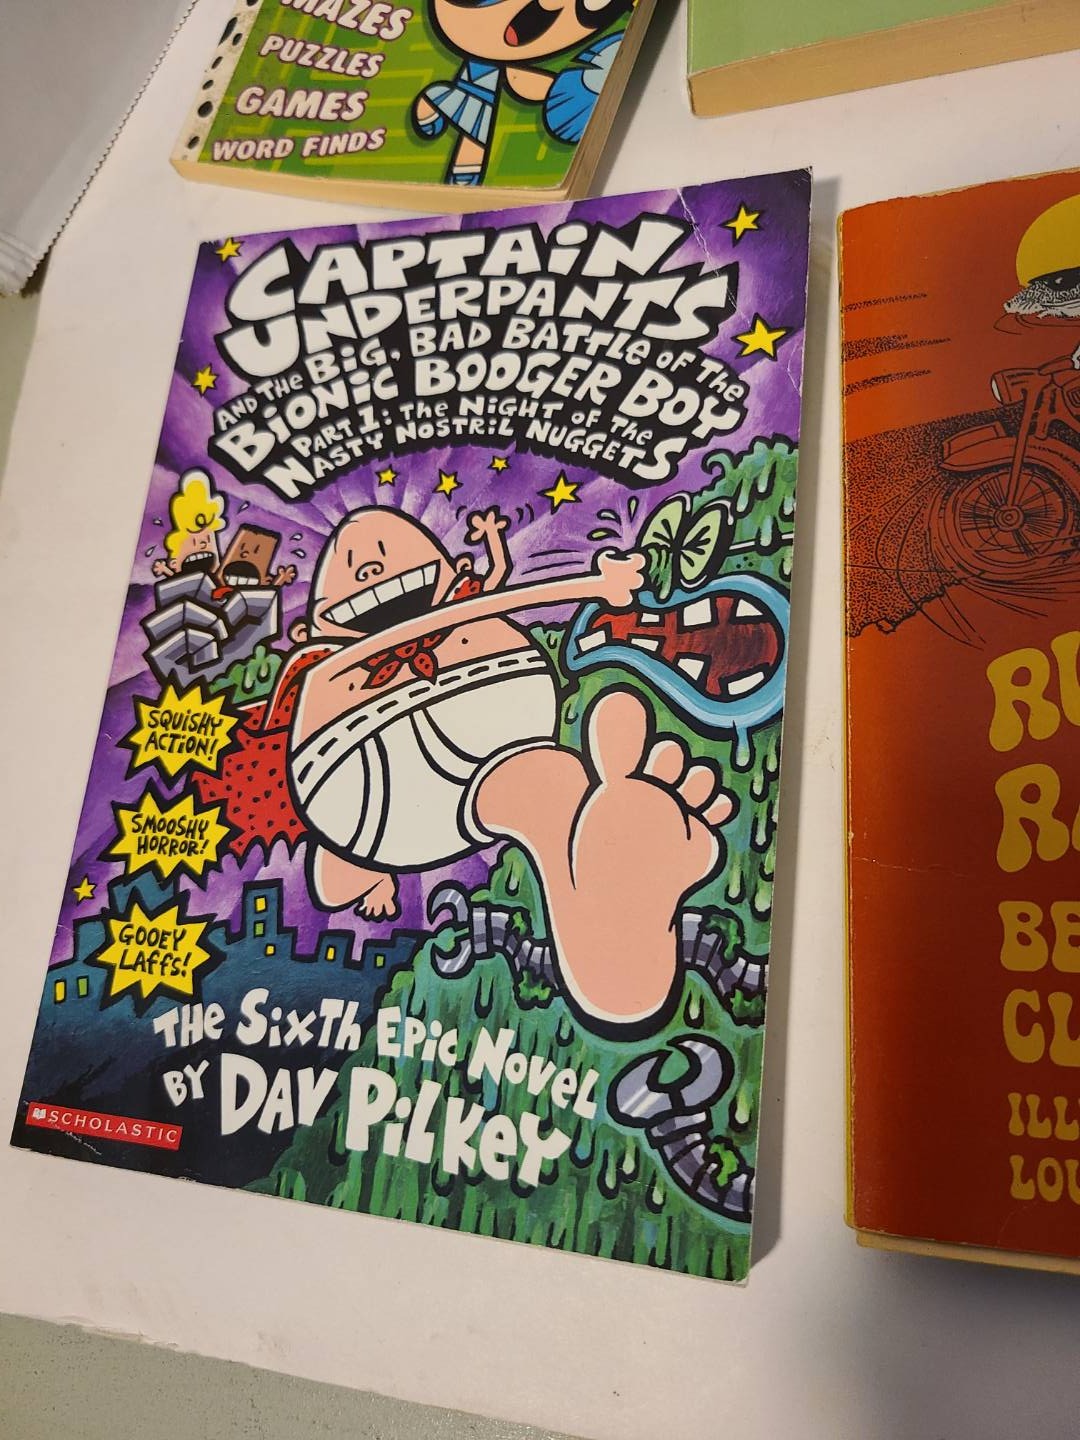 MAZES
PUZZLES
GAMES
WORD FINDS
CAPTAIN
UNDERPANTS
AND THE BIG, BAD BATTLE OF THE
BIONIC BOOGER BOY
PART 1: THE NIGHT OF THE
NASTY NOSTRIL NUGGETS
SQUISHY
ACTION!
SMOOSHY
HORROR!
GOOEY
LAFFS!
THE SIXTH EPIC NOVEL
BY DAV PILKEY
SCHOLASTIC